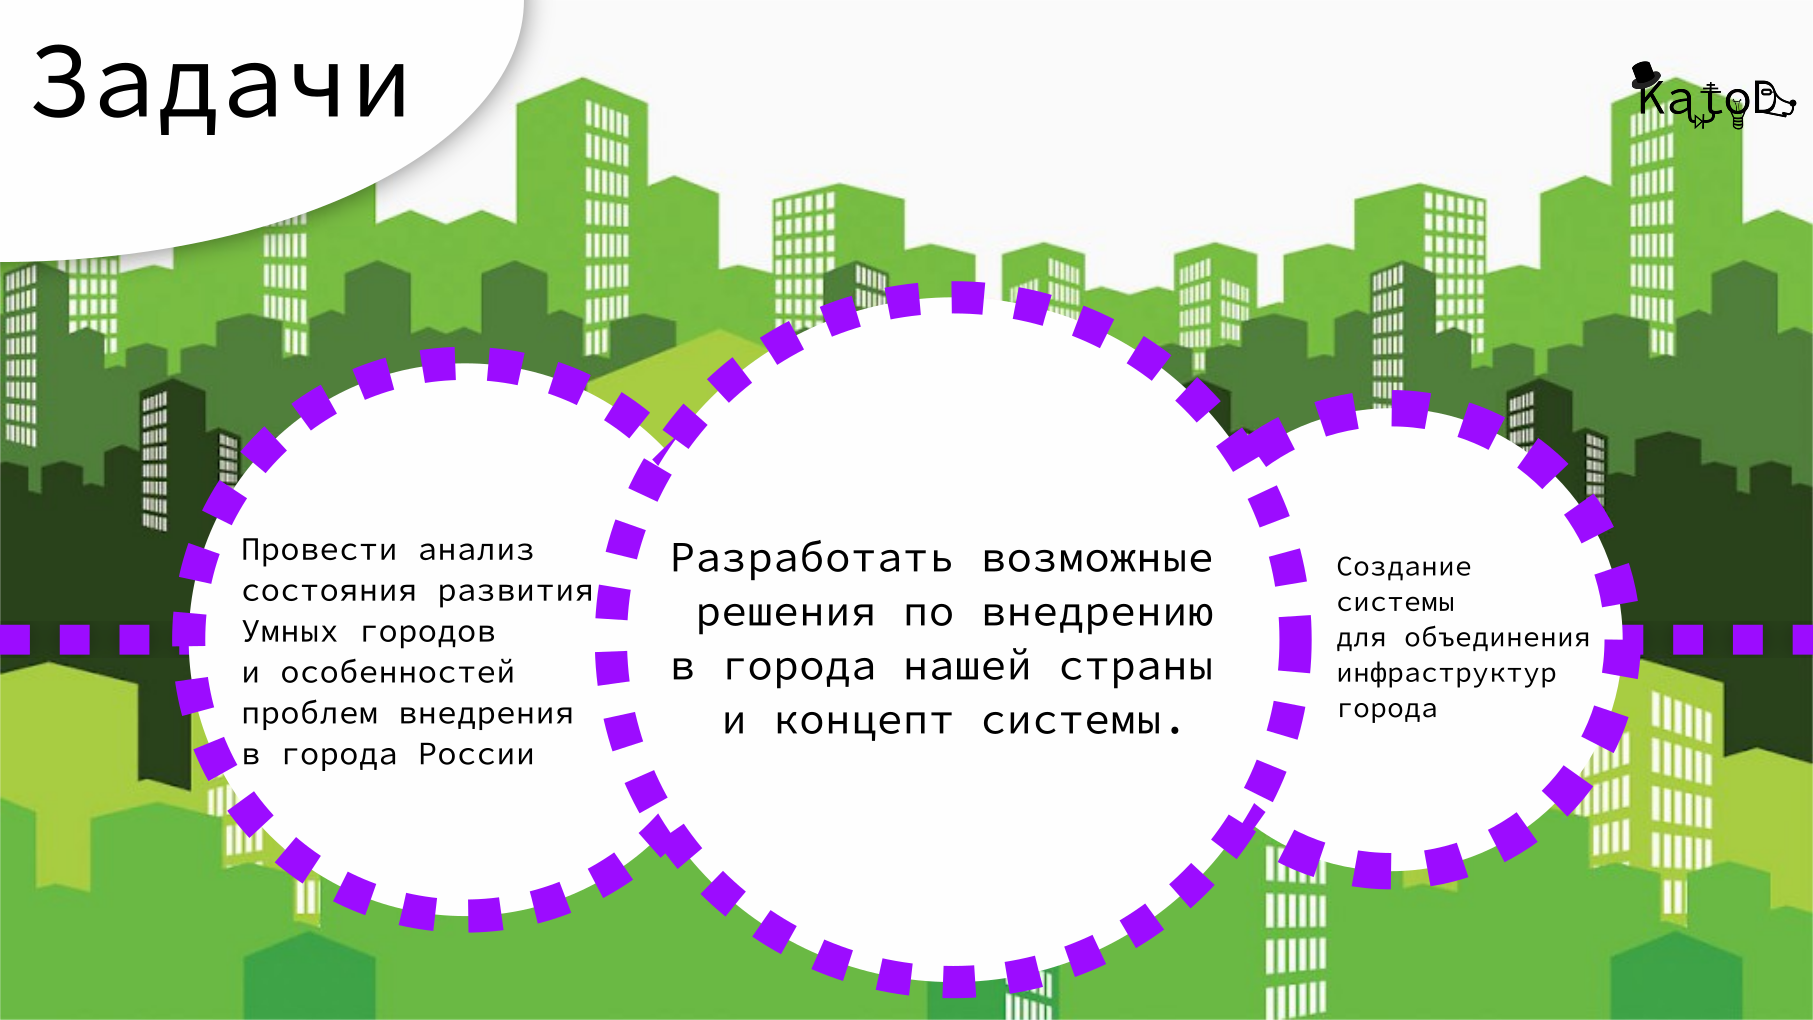 Задачи
KatoD
Провести анализ
состояния развития
Умных городов
и особенностей
проблем внедрения
в города России
Разработать возможные
решения по внедрению
в города нашей страны
и концепт системы.
Создание
системы
для объединения
инфраструктур
города